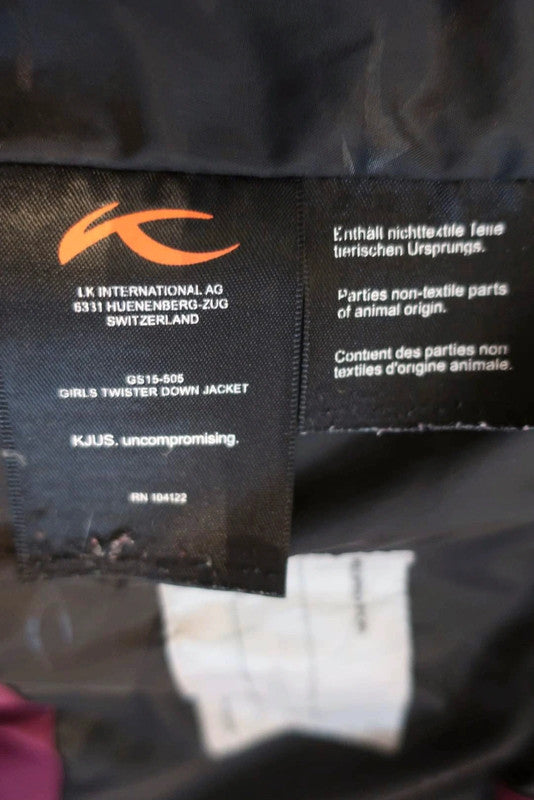 LK INTERNATIONAL AG
6331 HUENENBERG-ZUG
SWITZERLAND
GS15-505
GIRLS TWISTER DOWN JACKET
KJUS. uncompromising.
RN 104122
Enthält nichttextile Teile
tierischen Ursprungs.
Parties non-textile parts
of animal origin.
Contient des parties non
textiles d'origine animale.